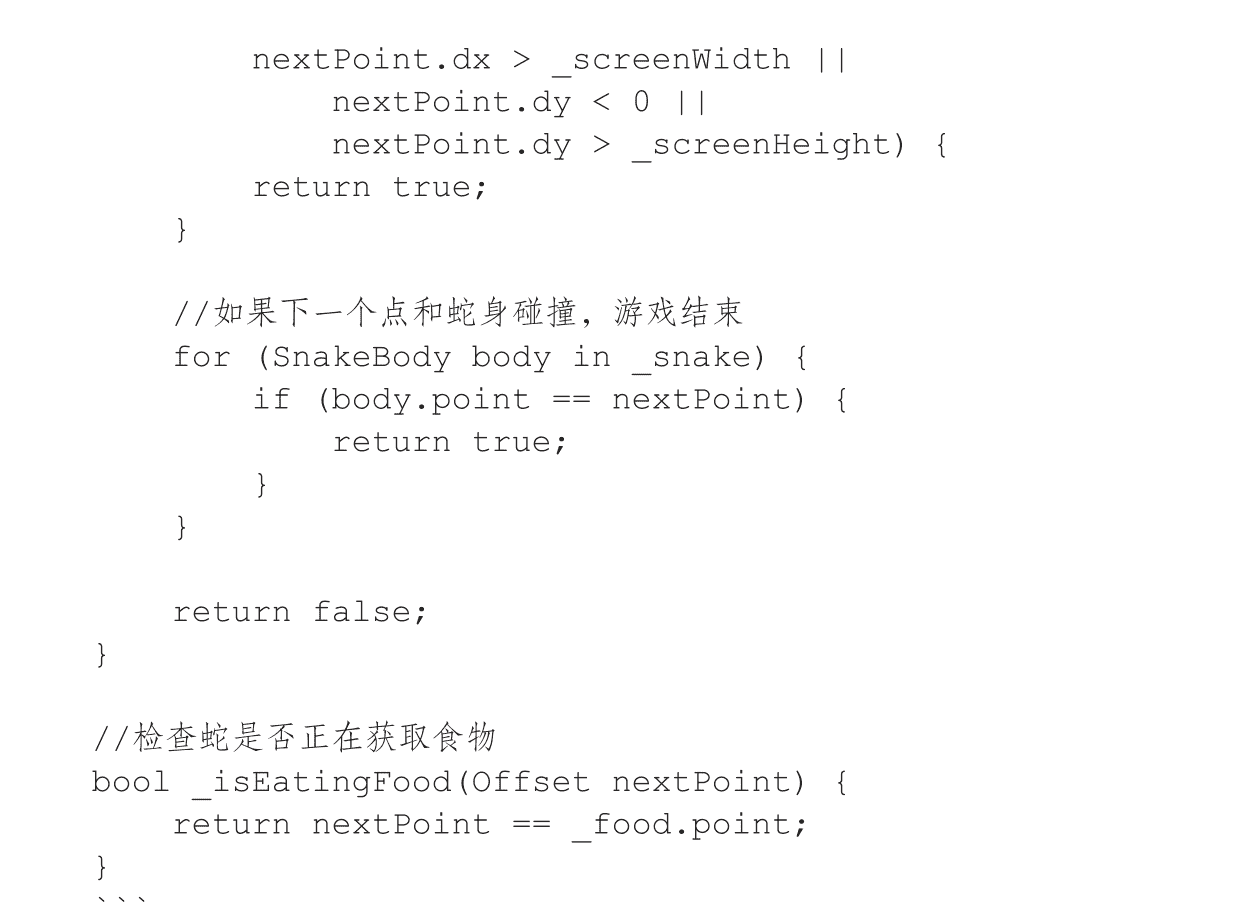 nextPoint.dx > _screenWidth ||
nextPoint.dy < 0 ||
nextPoint.dy > _screenHeight) {
return true;
}
//如果下一个点和蛇身碰撞，游戏结束
for (SnakeBody body in _snake) {
if (body.point == nextPoint) {
return true;
}
}
return false;
}
//检查蛇是否正在获取食物
bool _isEatingFood(Offset nextPoint) {
return nextPoint == _food.point;
}
```